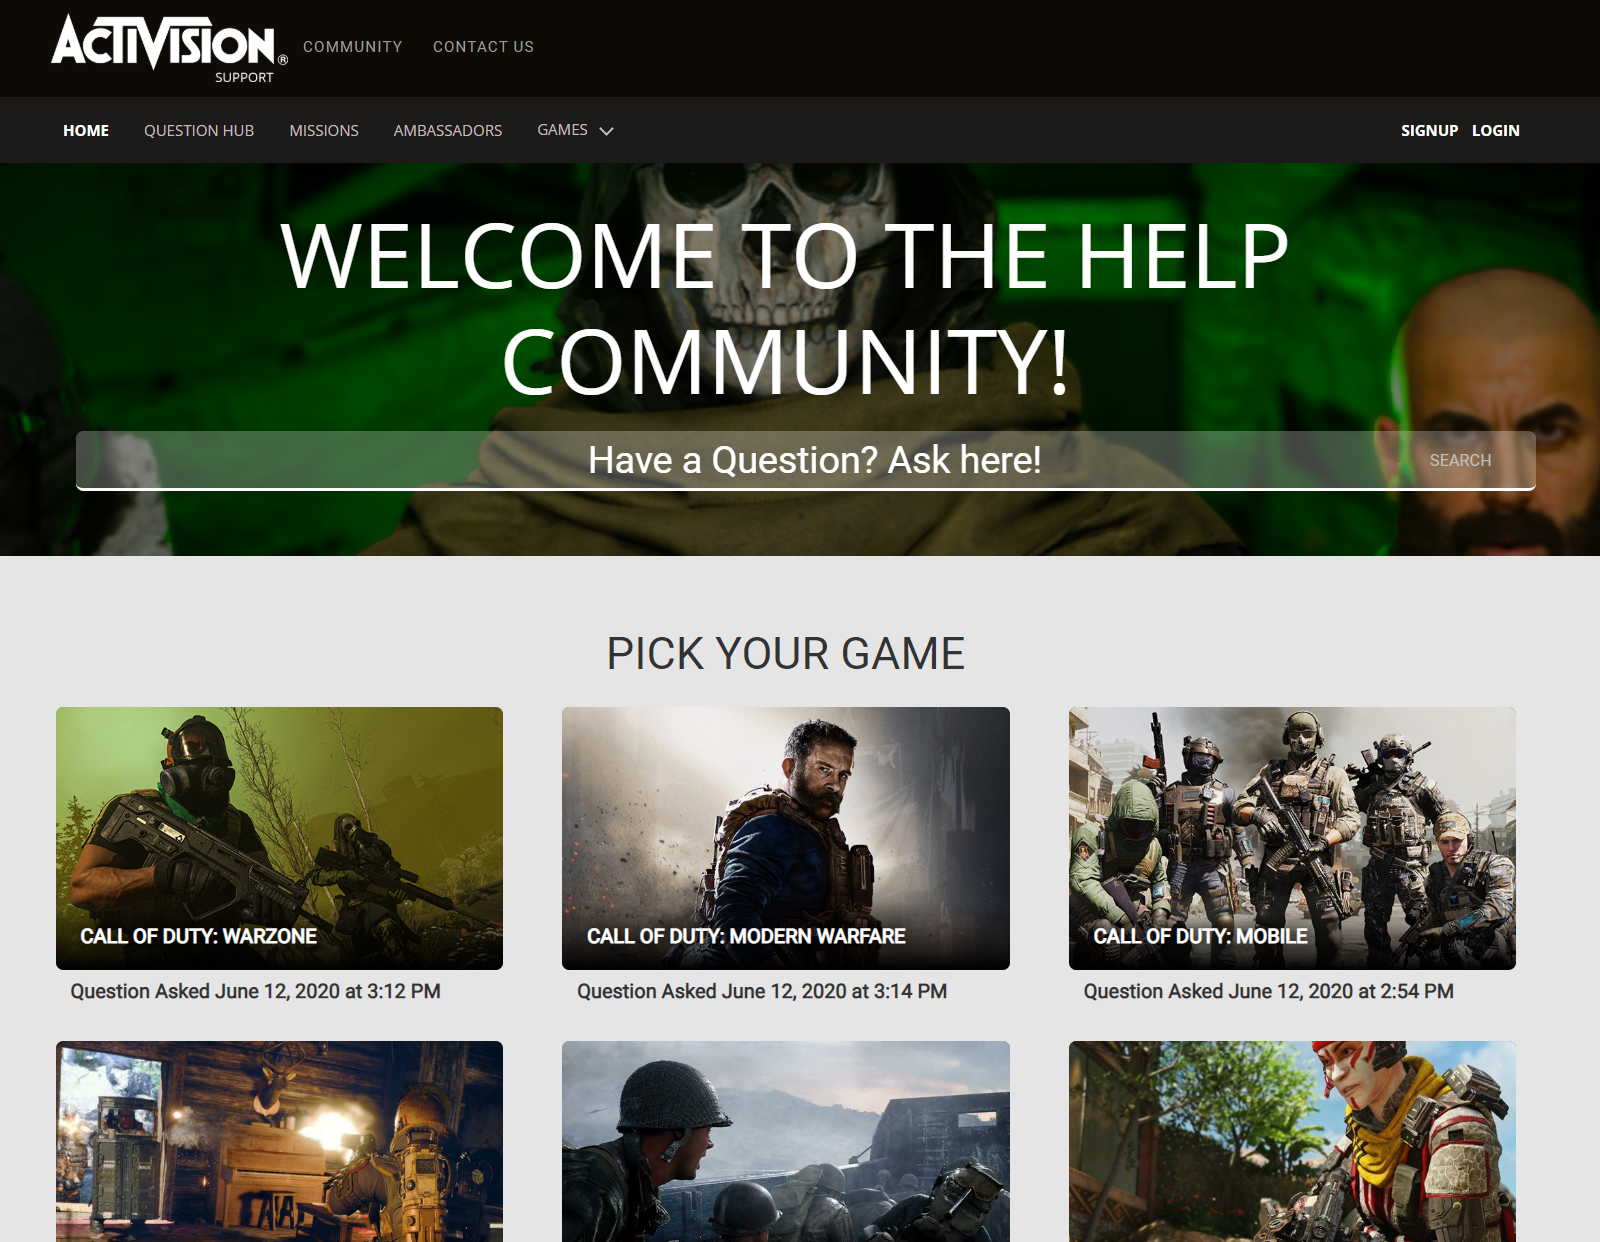 ACTIVISION®
SUPPORT
COMMUNITY CONTACT US
HOME QUESTION HUB MISSIONS AMBASSADORS GAMES SIGNUP LOGIN
WELCOME TO THE HELP
COMMUNITY!
Have a Question? Ask here! SEARCH
PICK YOUR GAME
CALL OF DUTY: WARZONE
CALL OF DUTY: MODERN WARFARE
CALL OF DUTY: MOBILE
Question Asked June 12, 2020 at 3:12 PM
Question Asked June 12, 2020 at 3:14 PM
Question Asked June 12, 2020 at 2:54 PM